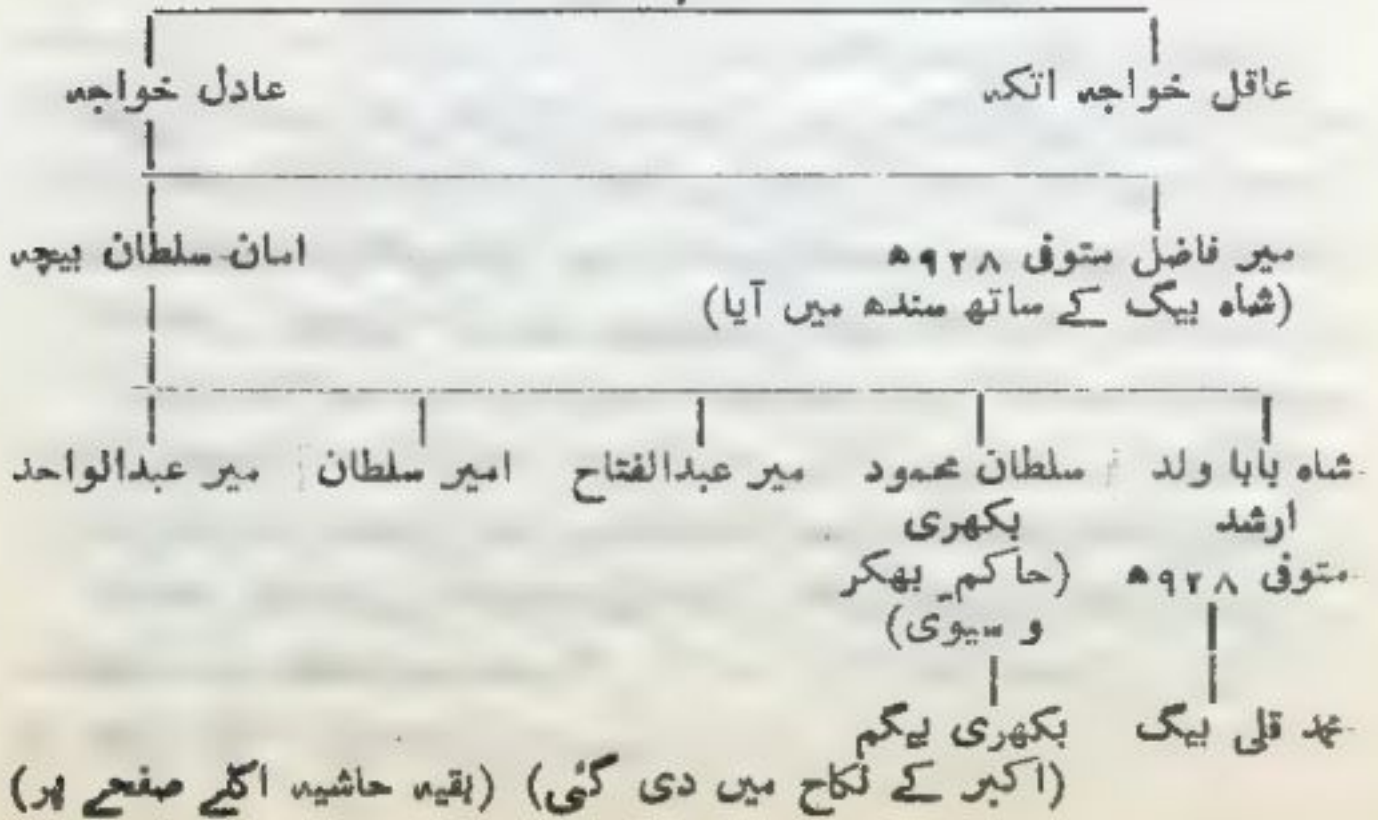 عاقل خواجہ اتکہ عادل خواجہ
میر فاضل متوفی ۹۲۸ھ امان سلطان بیچہ
(شاہ بیگ کے ساتھ سندھ میں آیا)
شاہ بابا ولد سلطان محمود میر عبدالفتاح امیر سلطان میر عبدالواحد
ارشد بکھری
متوفی ۹۲۸ھ (حاکم بھکر
و سیوی)
محمد قلی بیگ بکھری بیگم
(اکبر کے نکاح میں دی گئی) (بقیہ حاشیہ اگلے صفحے پر)